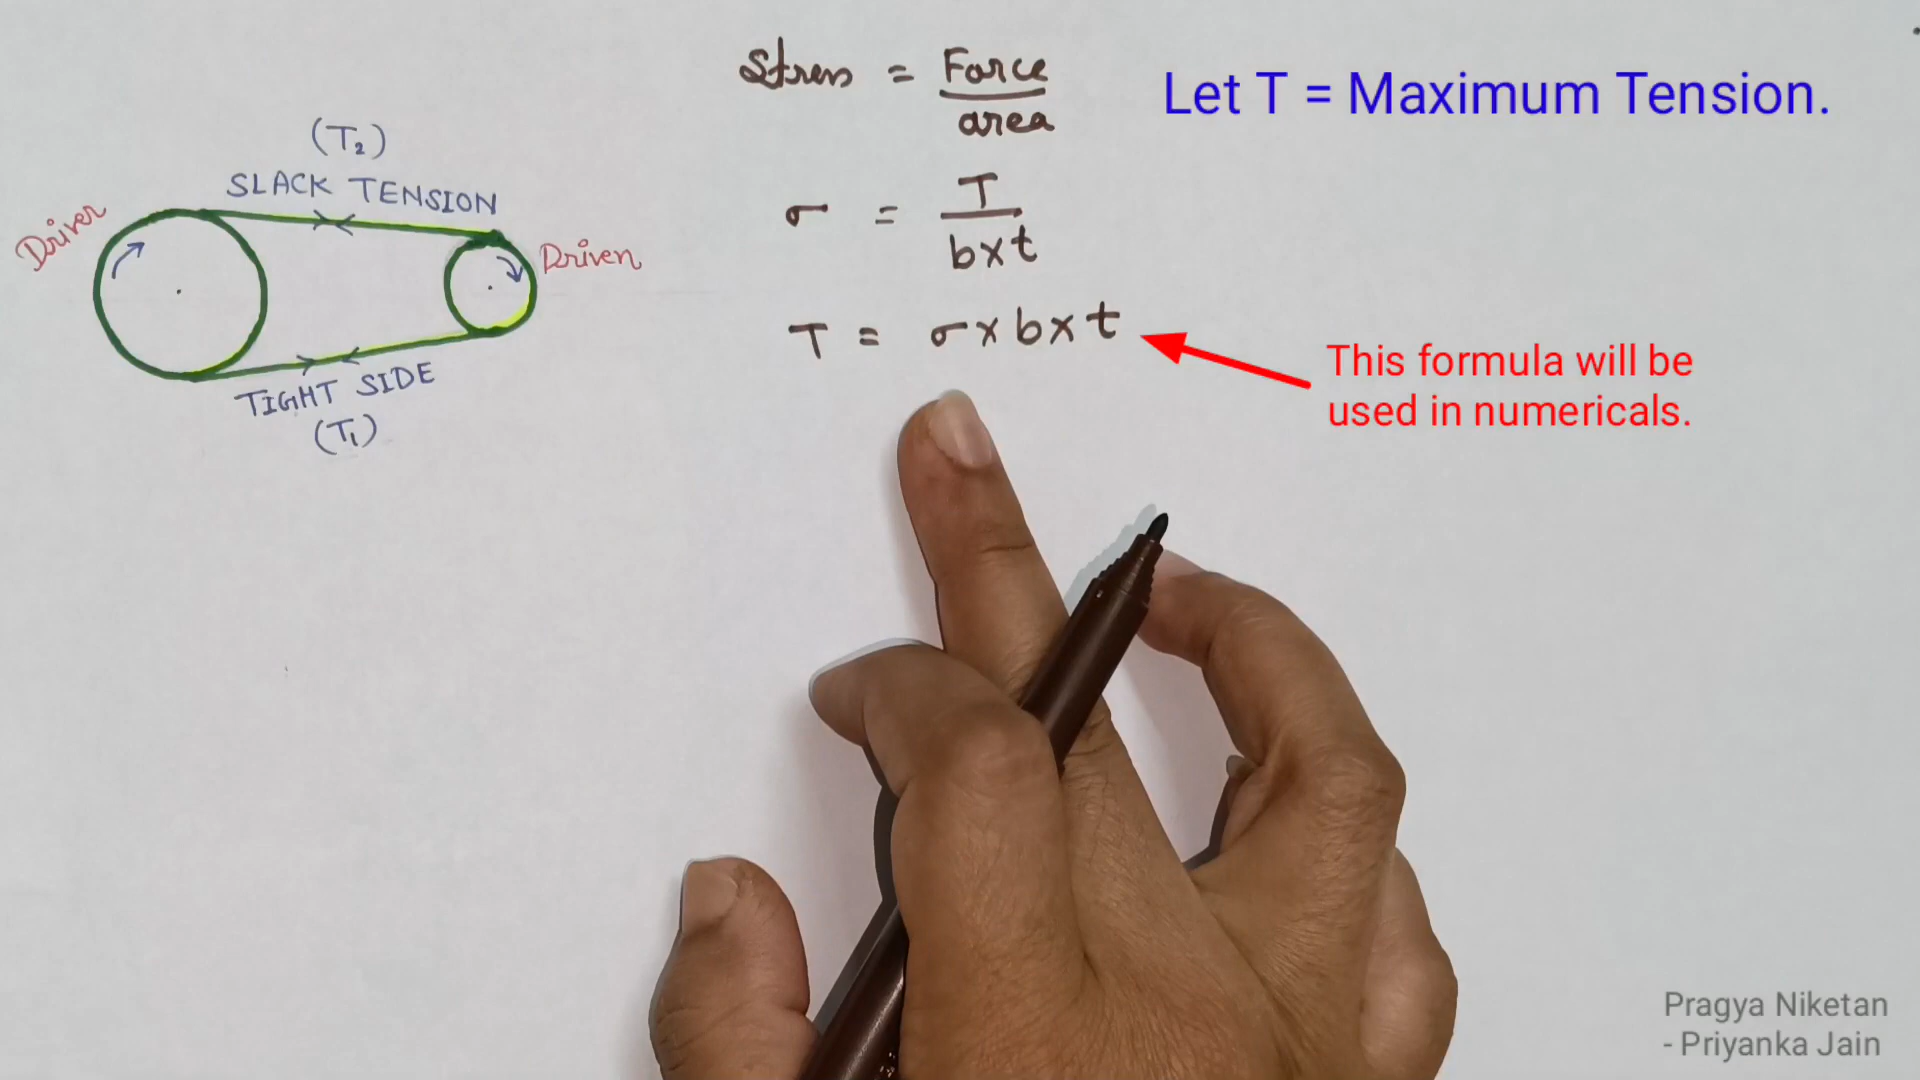 (T₂)
SLACK TENSION
Driver
Driven
TIGHT SIDE
(T₁)
Stress = Force
area
σ = T
b×t
T = σ×b×t
Let T = Maximum Tension.
This formula will be
used in numericals.
Pragya Niketan
- Priyanka Jain